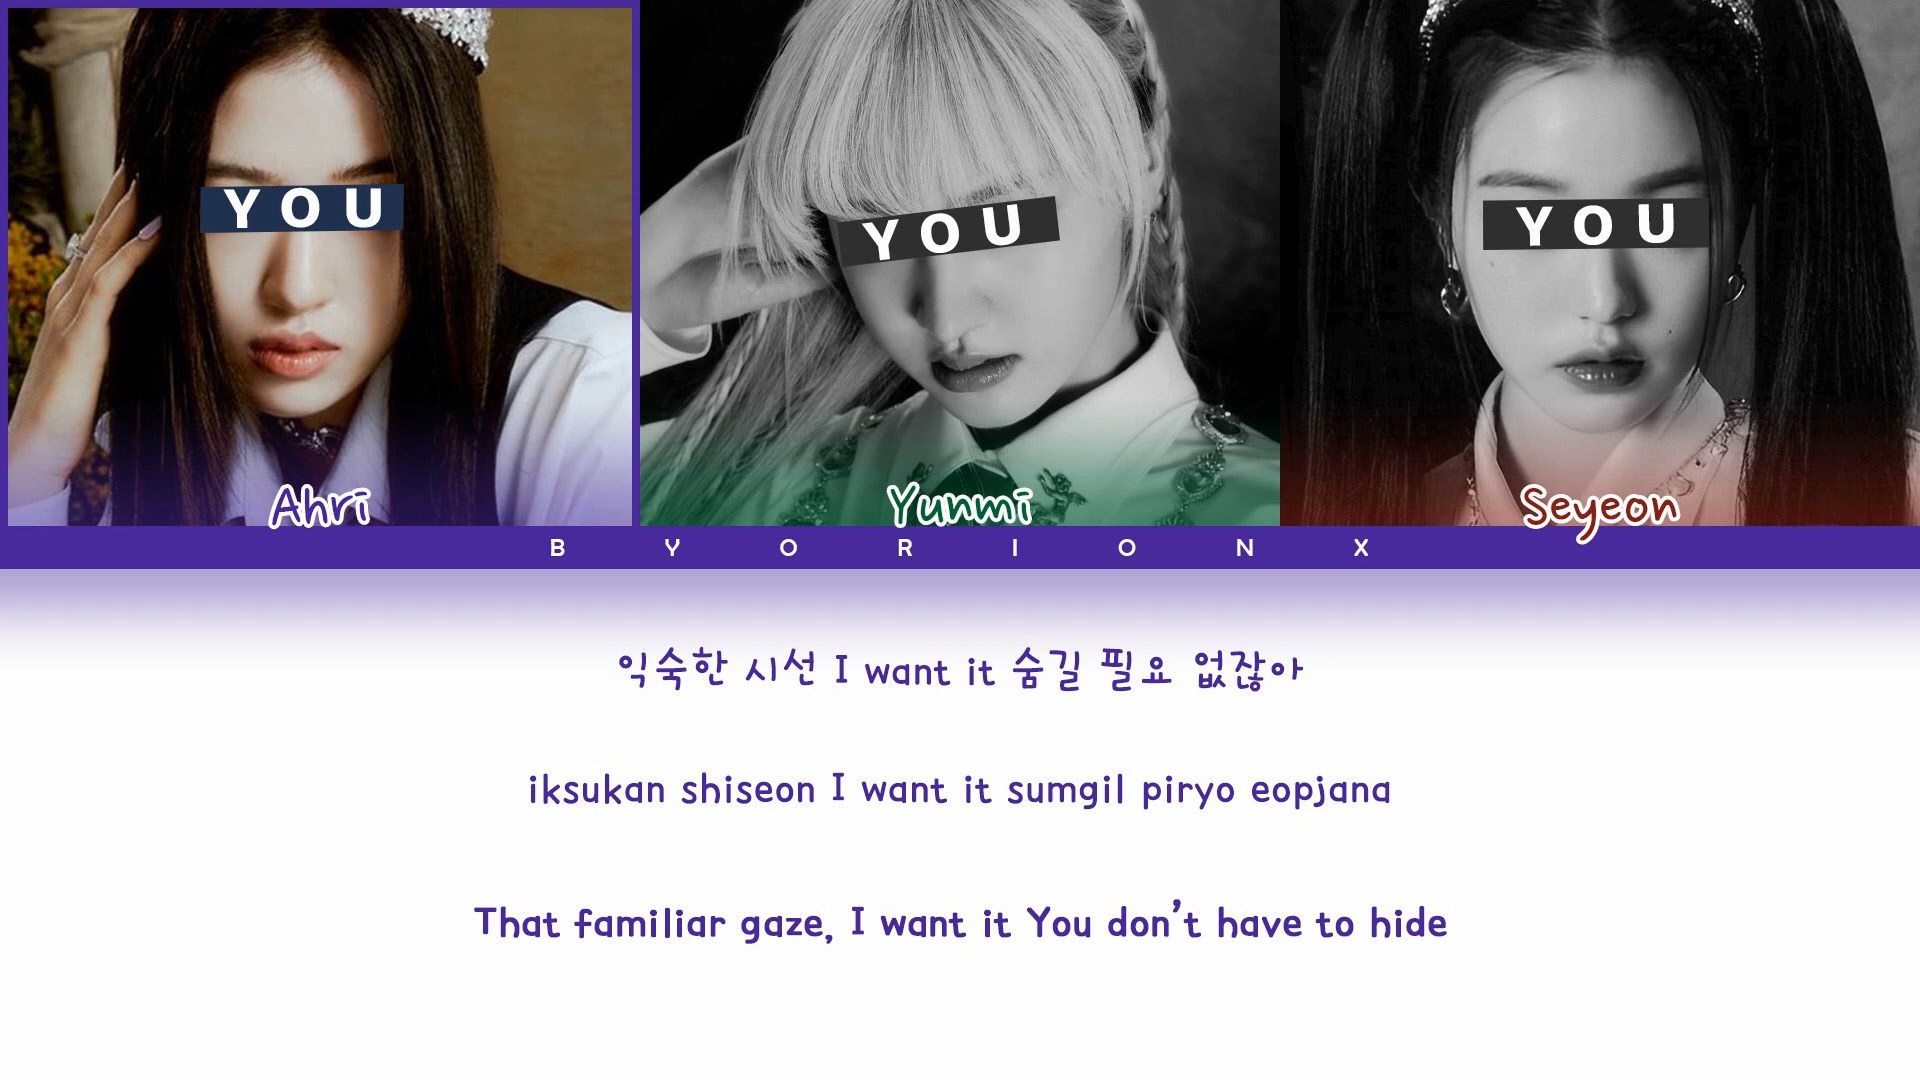 YOU
YOU
YOU
Ahri
Yunmi
Seyeon
BYORIONX
익숙한 시선 I want it 숨길 필요 없잖아
iksukan shiseon I want it sumgil piryo eopjana
That familiar gaze, I want it You don't have to hide